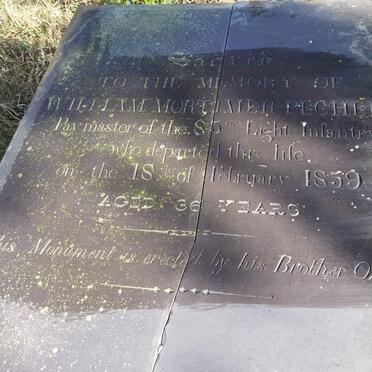 Sacred
TO THE MEMORY OF
WILLIAM MORTIMER PECHELL
Paymaster of the 85th Light Infantry
who departed this life
on the 18th of February 1859
AGED 36 YEARS
This Monument is erected by his Brother